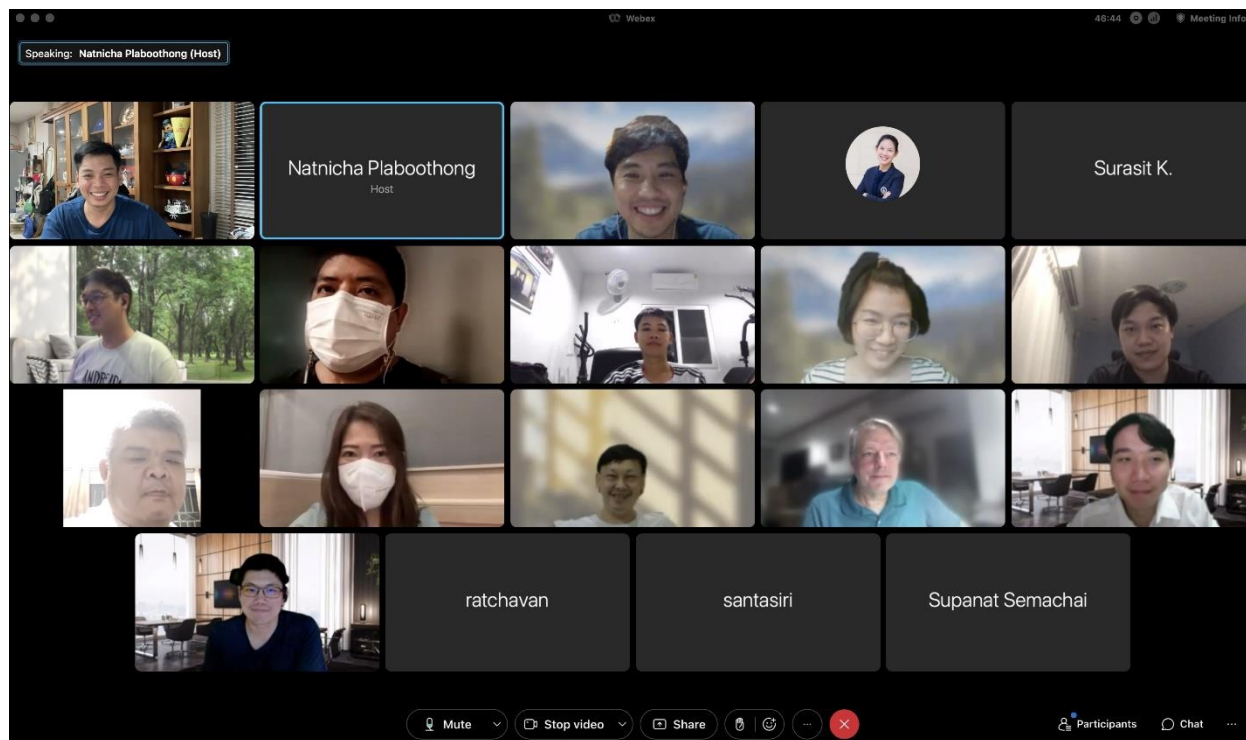 Webex
46:44
Meeting Info
Speaking: Natnicha Plaboothong (Host)
Natnicha Plaboothong
Host
Surasit K.
ratchavan
santasiri
Supanat Semachai
Mute
Stop video
Share
Participants
Chat